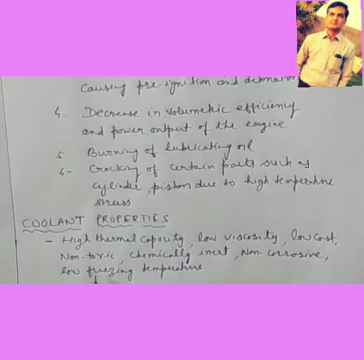 causing pre-ignition and detonation
4. Decrease in volumetric efficiency
and power output of the engine
5. Burning of lubricating oil
6- Cracking of certain parts such as
cylinder, piston due to high temperature
stress
COOLANT PROPERTIES
- High thermal capacity, low viscosity, low cost,
Non-toxic, chemically inert, Non corrosive,
low freezing temperature